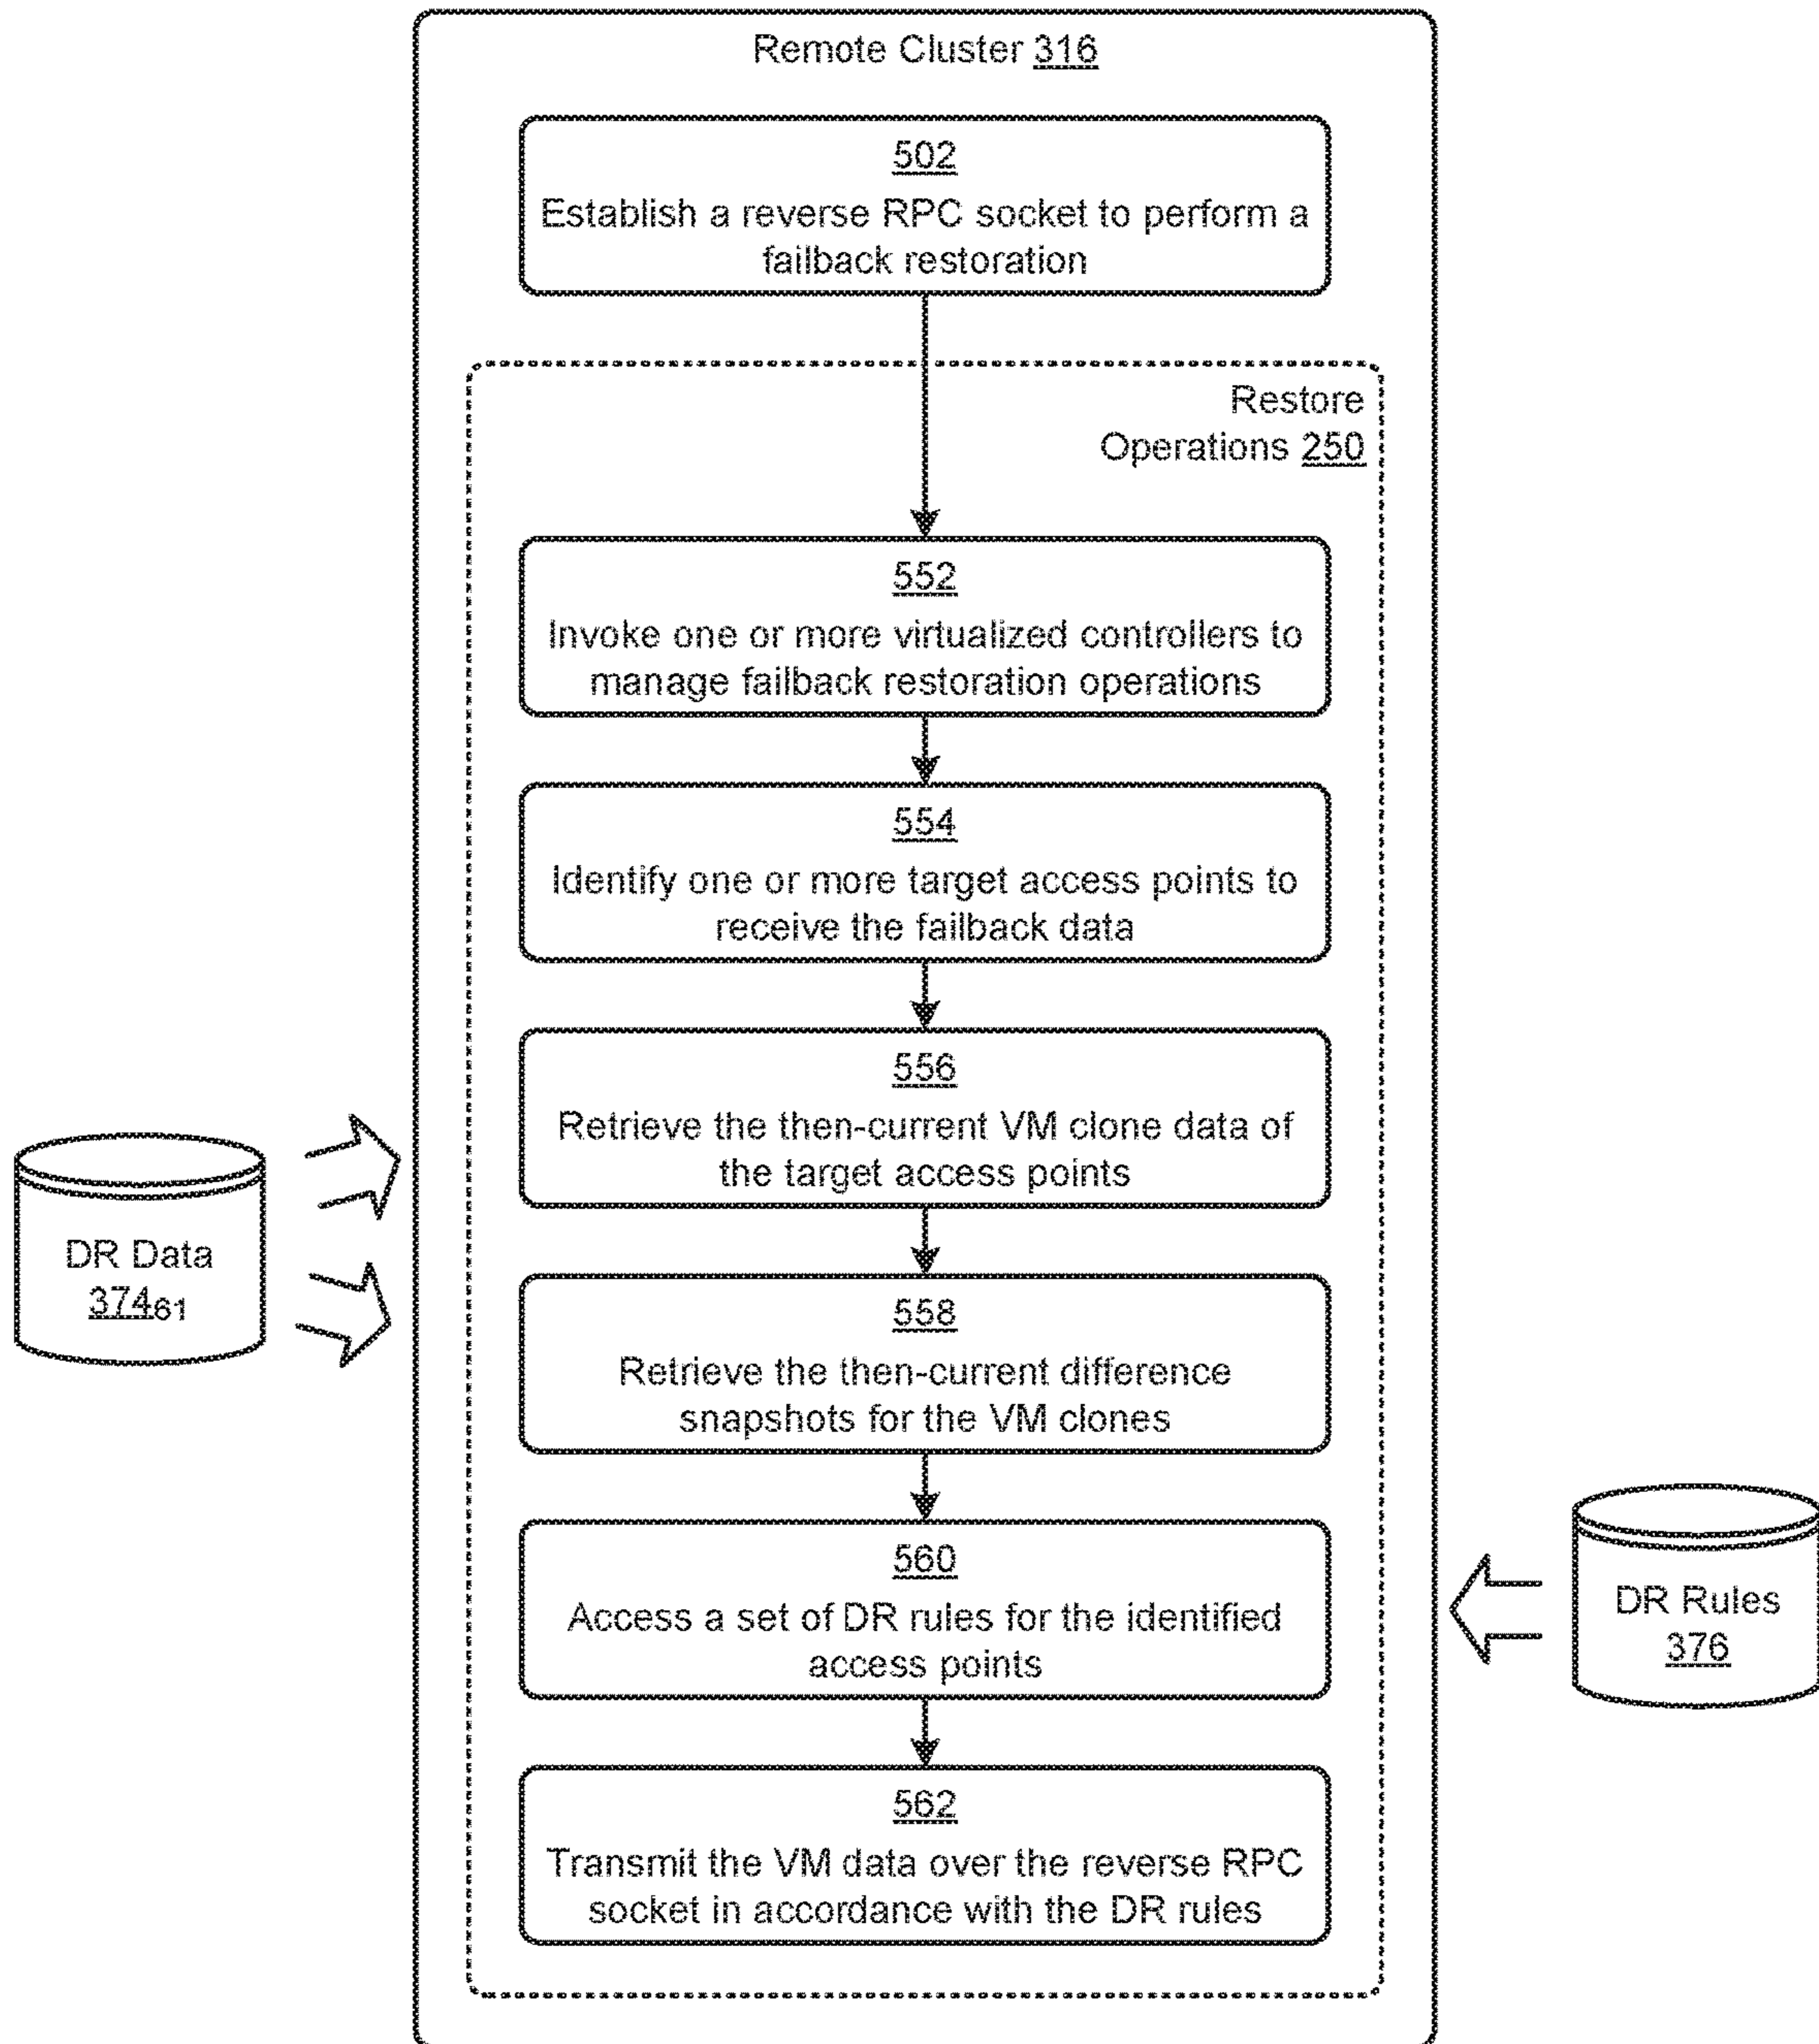 Remote Cluster 316
502
Establish a reverse RPC socket to perform a
failback restoration
Restore
Operations 250
552
Invoke one or more virtualized controllers to
manage failback restoration operations
554
Identify one or more target access points to
receive the failback data
556
Retrieve the then-current VM clone data of
the target access points
DR Data
374₆₁
558
Retrieve the then-current difference
snapshots for the VM clones
560
Access a set of DR rules for the identified
access points
DR Rules
376
562
Transmit the VM data over the reverse RPC
socket in accordance with the DR rules